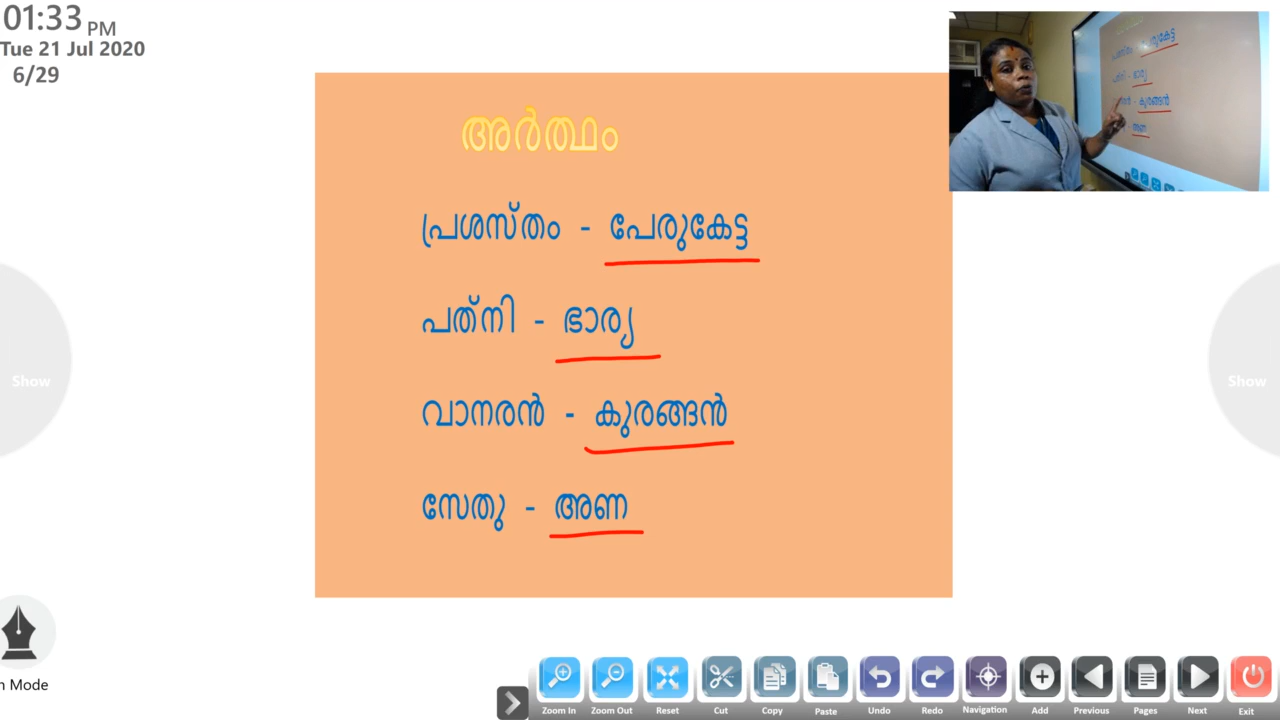 01:33 PM
Tue 21 Jul 2020
6/29
അർത്ഥം
പ്രശസ്തം - പേരുകേട്ട
പത്നി - ഭാര്യ
വാനരൻ - കുരങ്ങൻ
സേതു - അണ
Show
Show
n Mode
Zoom In
Zoom Out
Reset
Cut
Copy
Paste
Undo
Redo
Navigation
Add
Previous
Pages
Next
Exit